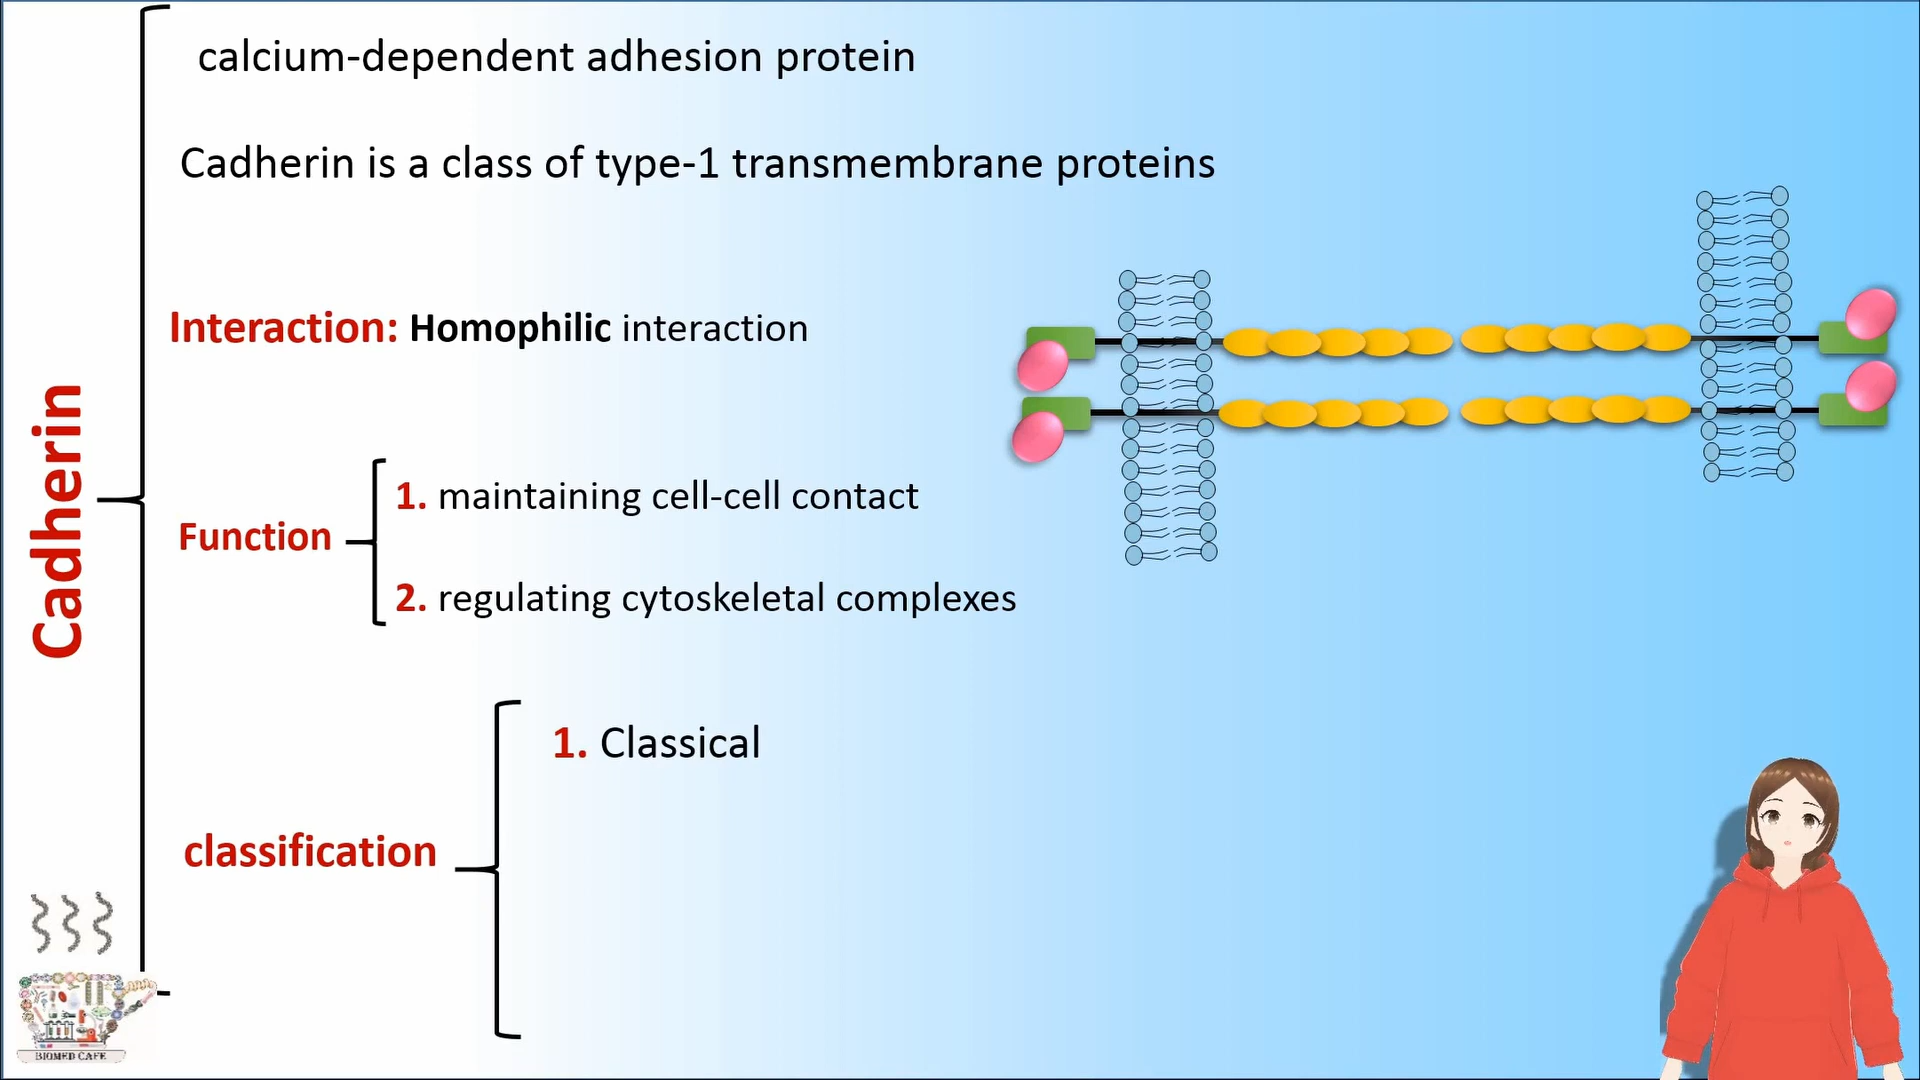 calcium-dependent adhesion protein
Cadherin is a class of type-1 transmembrane proteins
Interaction: Homophilic interaction
Cadherin
Function
1. maintaining cell-cell contact
2. regulating cytoskeletal complexes
classification
1. Classical
BIOMED CAFE